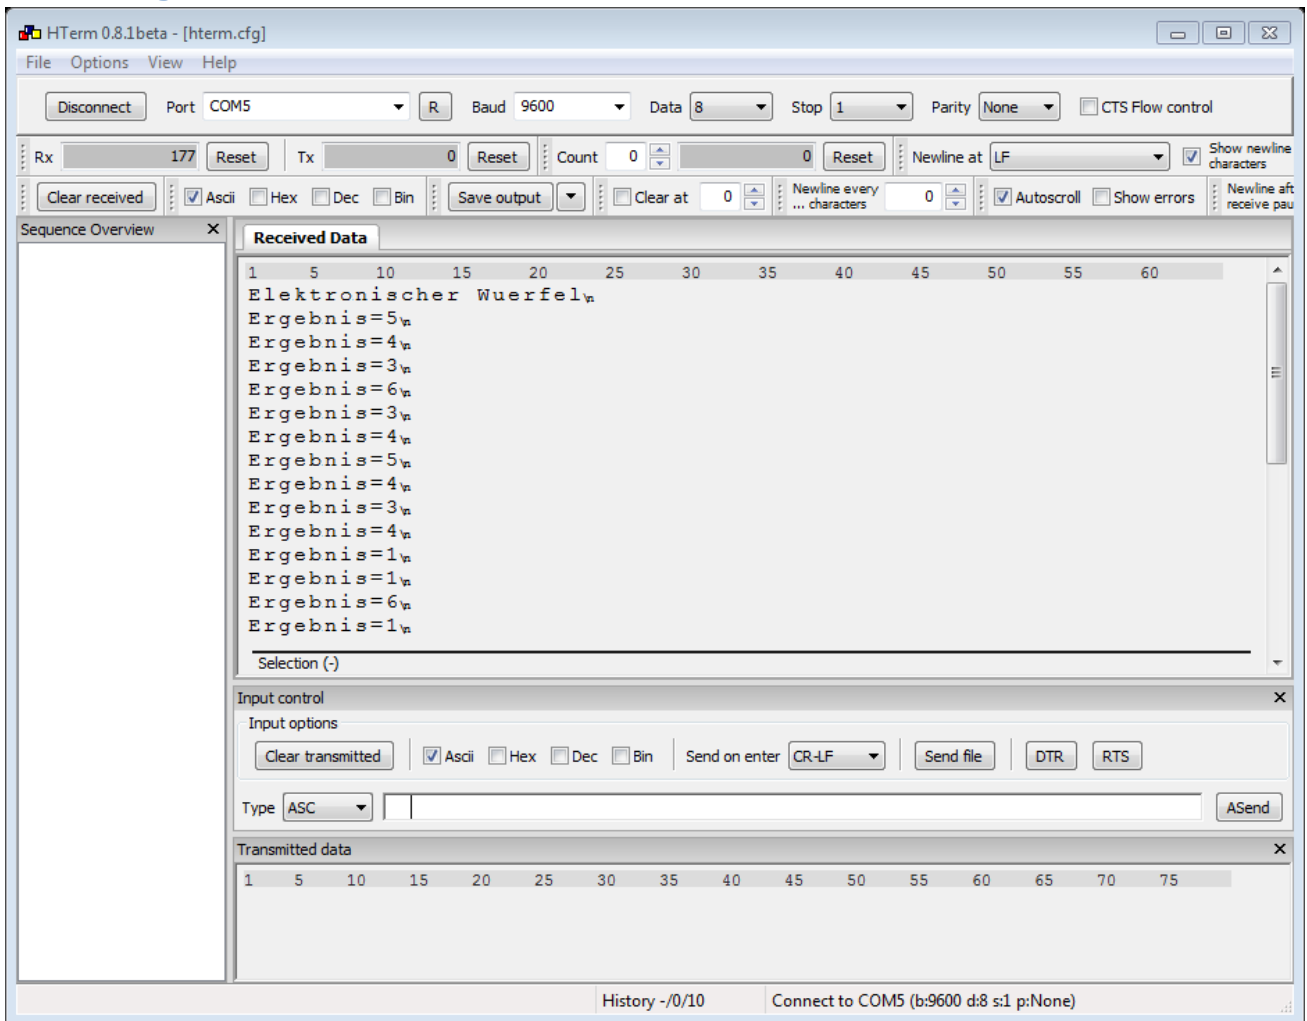 HTerm 0.8.1beta - [hterm.cfg]
File Options View Help
Disconnect Port COM5 R Baud 9600 Data 8 Stop 1 Parity None CTS Flow control
Rx 177 Reset Tx 0 Reset Count 0 0 Reset Newline at LF Show newline characters
Clear received Ascii Hex Dec Bin Save output Clear at 0 Newline every ... characters 0 Autoscroll Show errors Newline aft receive pau
Sequence Overview
Received Data
1 5 10 15 20 25 30 35 40 45 50 55 60
Elektronischer Wuerfel\n
Ergebnis=5\n
Ergebnis=4\n
Ergebnis=3\n
Ergebnis=6\n
Ergebnis=3\n
Ergebnis=4\n
Ergebnis=5\n
Ergebnis=4\n
Ergebnis=3\n
Ergebnis=4\n
Ergebnis=1\n
Ergebnis=1\n
Ergebnis=6\n
Ergebnis=1\n
Selection (-)
Input control
Input options
Clear transmitted Ascii Hex Dec Bin Send on enter CR-LF Send file DTR RTS
Type ASC ASend
Transmitted data
1 5 10 15 20 25 30 35 40 45 50 55 60 65 70 75
History -/0/10 Connect to COM5 (b:9600 d:8 s:1 p:None)